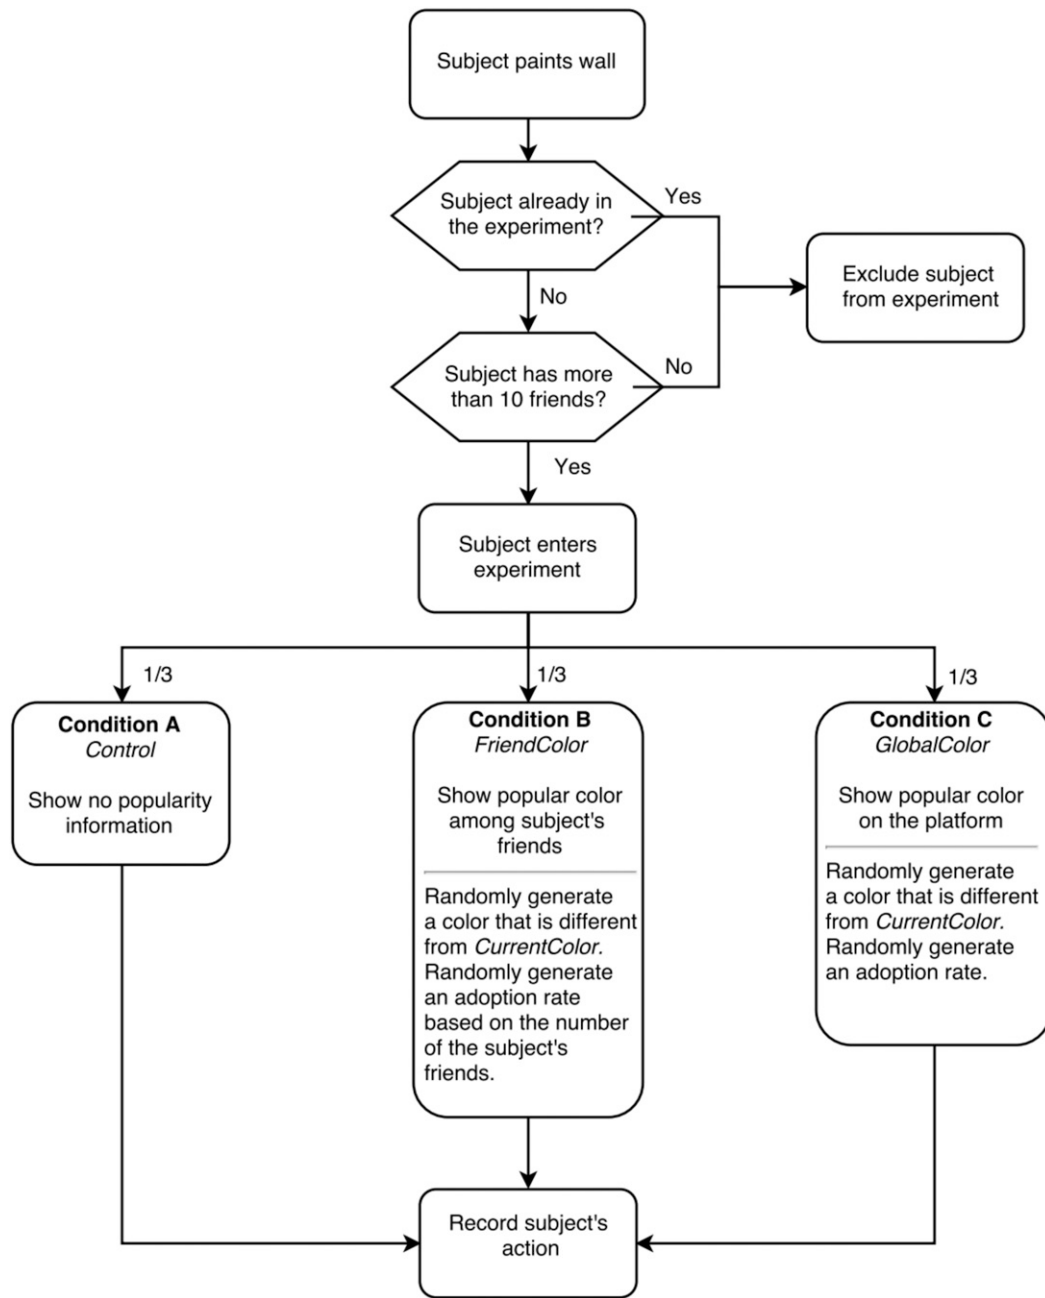 Subject paints wall
Subject already in
the experiment?
Yes
Exclude subject
from experiment
No
Subject has more
than 10 friends?
No
Yes
Subject enters
experiment
1/3
1/3
1/3
Condition A
Control
Show no popularity
information
Condition B
FriendColor
Show popular color
among subject's
friends
Randomly generate
a color that is different
from CurrentColor.
Randomly generate
an adoption rate
based on the number
of the subject's
friends.
Condition C
GlobalColor
Show popular color
on the platform
Randomly generate
a color that is different
from CurrentColor.
Randomly generate
an adoption rate.
Record subject's
action